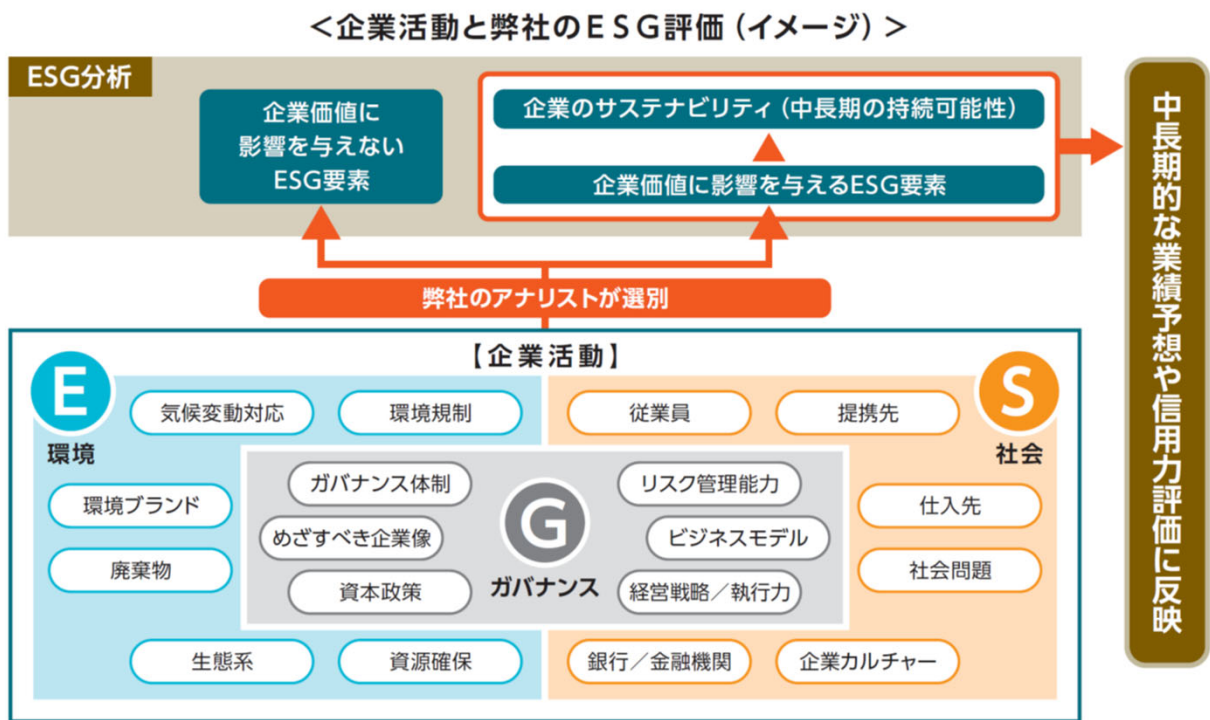 ＜企業活動と弊社のＥＳＧ評価（イメージ）＞
ESG分析
企業価値に
影響を与えない
ESG要素
企業のサステナビリティ（中長期の持続可能性）
企業価値に影響を与えるESG要素
中長期的な業績予想や信用力評価に反映
弊社のアナリストが選別
【企業活動】
E
環境
気候変動対応
環境規制
環境ブランド
廃棄物
生態系
資源確保
G
ガバナンス
ガバナンス体制
めざすべき企業像
資本政策
リスク管理能力
ビジネスモデル
経営戦略／執行力
S
社会
従業員
提携先
仕入先
社会問題
銀行／金融機関
企業カルチャー